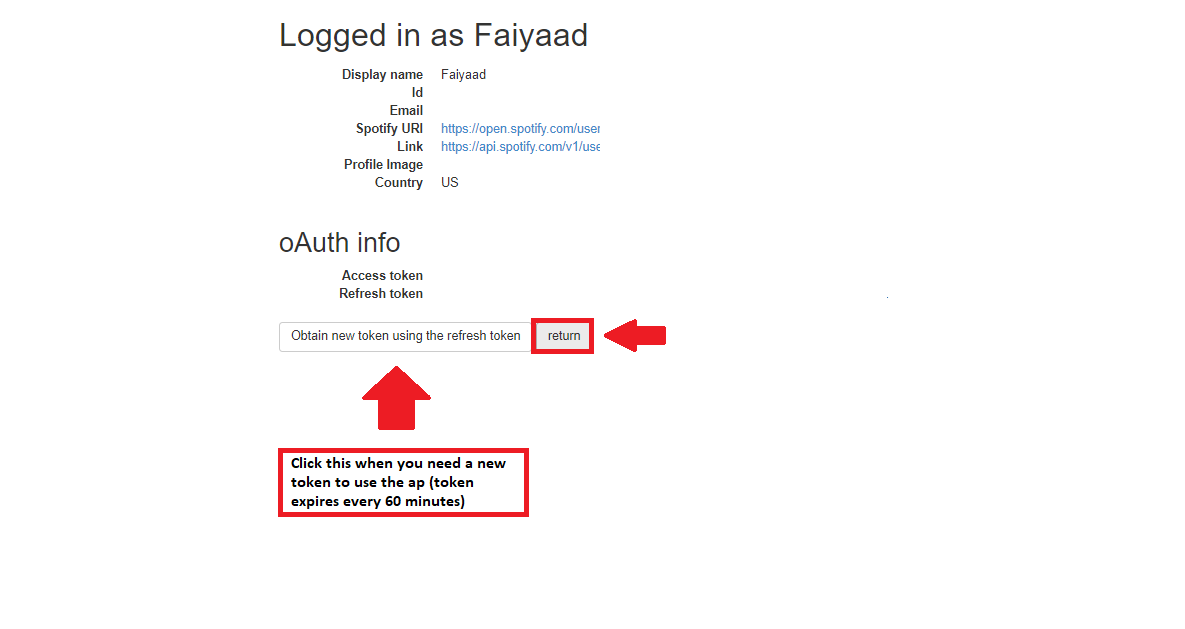 Logged in as Faiyaad
Display name Faiyaad
Id
Email
Spotify URI https://open.spotify.com/user
Link https://api.spotify.com/v1/use
Profile Image
Country US
oAuth info
Access token
Refresh token
Obtain new token using the refresh token return
Click this when you need a new
token to use the ap (token
expires every 60 minutes)